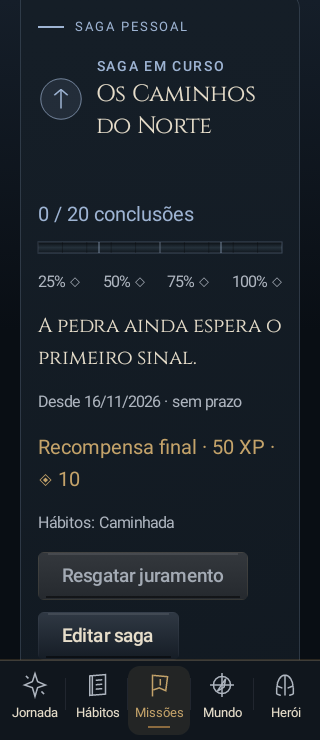 SAGA PESSOAL
SAGA EM CURSO
Os Caminhos
do Norte
0 / 20 conclusões
25% ◇ 50% ◇ 75% ◇ 100% ◇
A pedra ainda espera o
primeiro sinal.
Desde 16/11/2026 · sem prazo
Recompensa final · 50 XP ·
◈ 10
Hábitos: Caminhada
Resgatar juramento
Editar saga
Jornada Hábitos Missões Mundo Herói